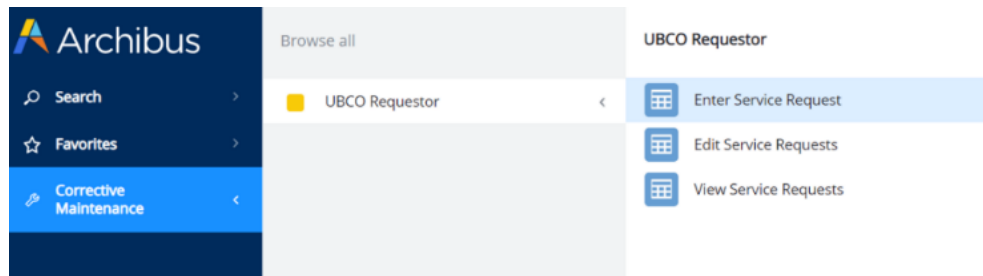 Archibus
Search
Favorites
Corrective
Maintenance
Browse all
UBCO Requestor
UBCO Requestor
Enter Service Request
Edit Service Requests
View Service Requests